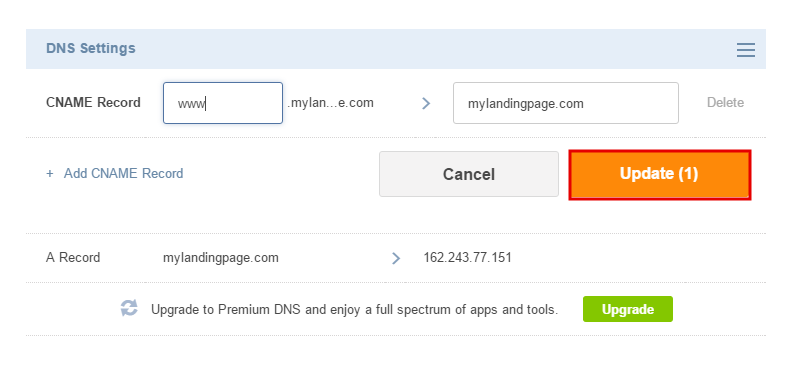 DNS Settings
CNAME Record www .mylan...e.com mylandingpage.com Delete
+ Add CNAME Record Cancel Update (1)
A Record mylandingpage.com 162.243.77.151
Upgrade to Premium DNS and enjoy a full spectrum of apps and tools. Upgrade